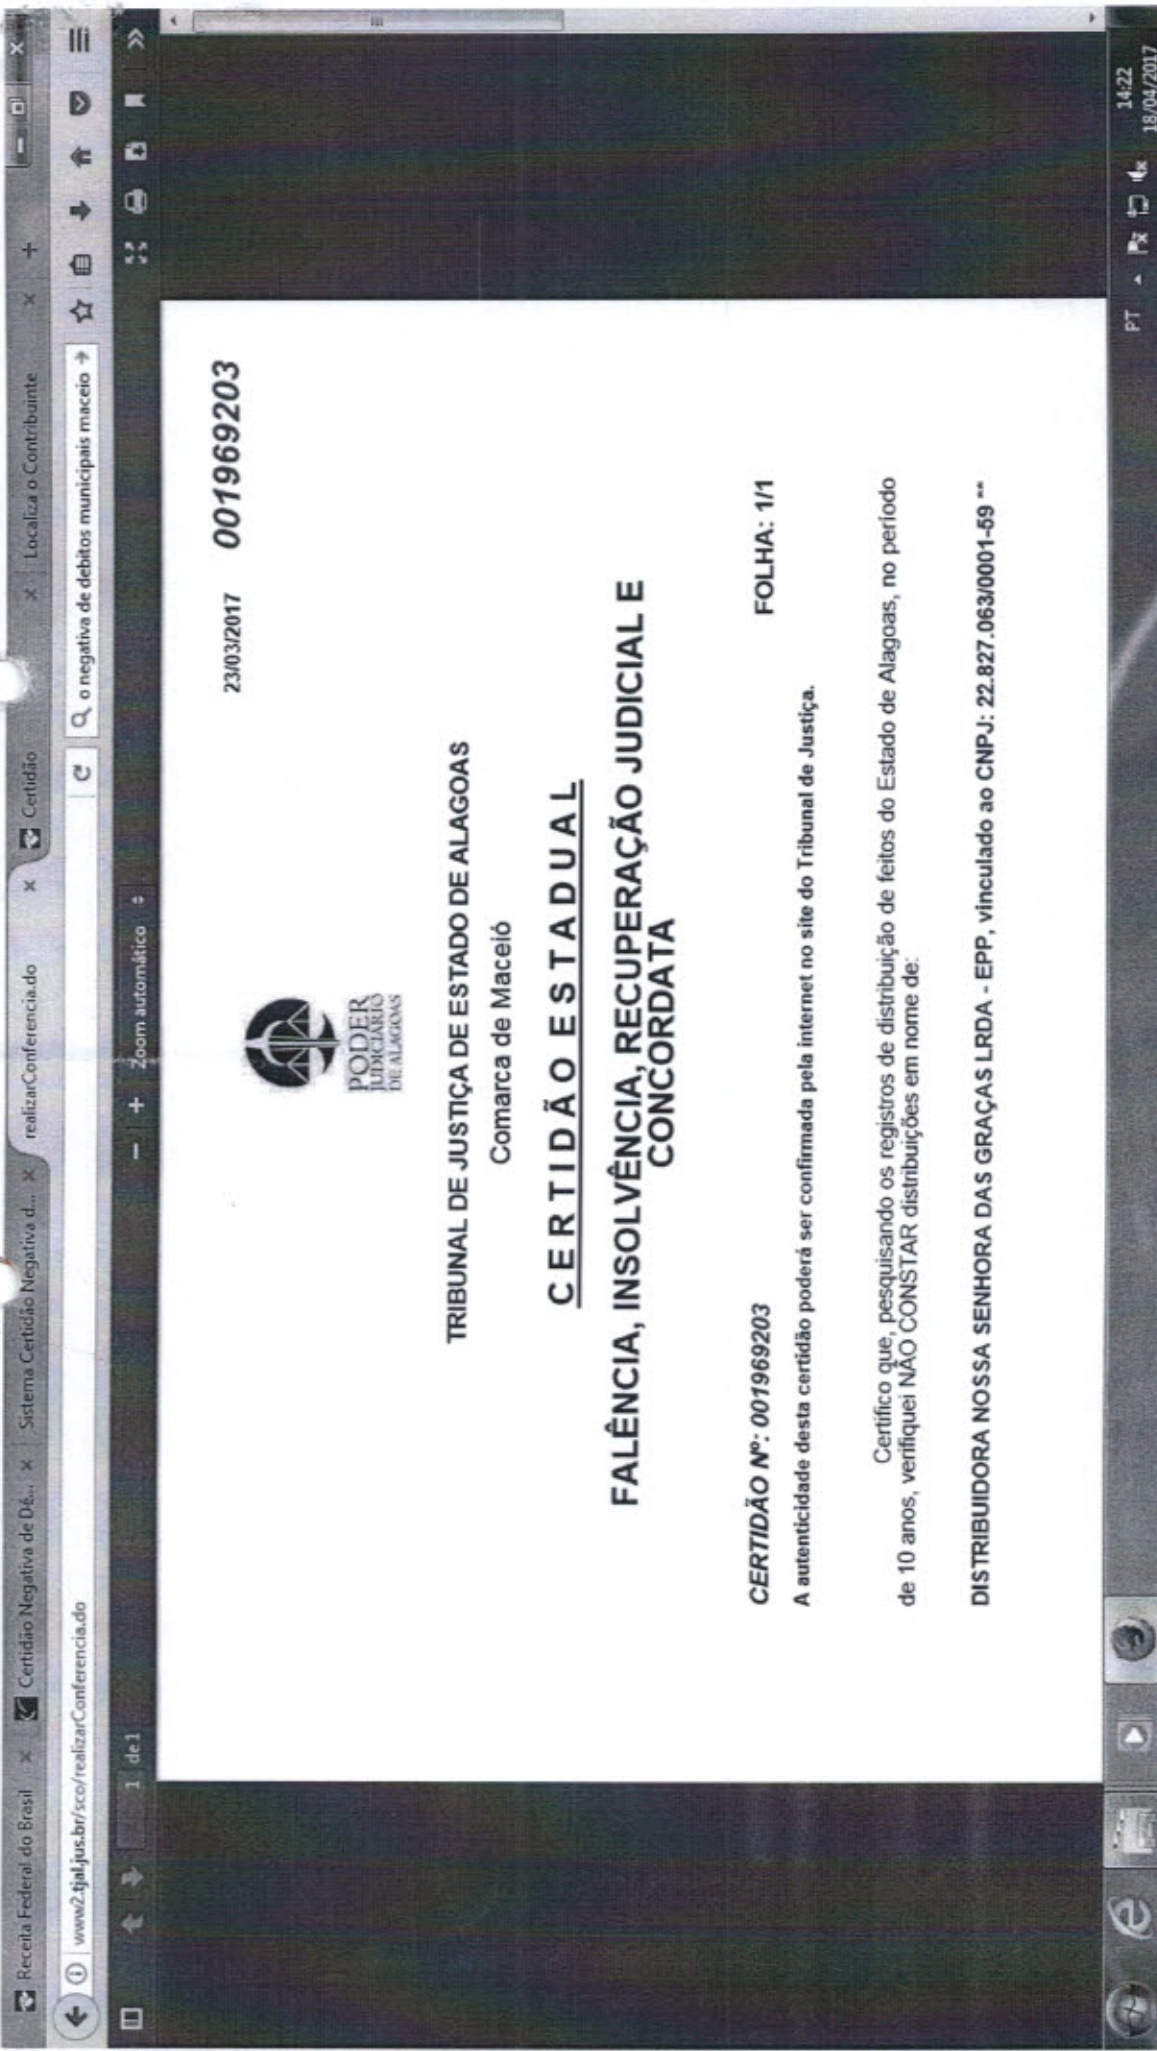 Receita Federal do Brasil × Certidão Negativa de Dé... × Sistema Certidão Negativa d... × realizarConferencia.do × Certidão × Localiza o Contribuinte × +
www2.tjal.jus.br/sco/realizarConferencia.do
o negativa de debitos municipais maceio
1 de 1
Zoom automático
23/03/2017 001969203
PODER
JUDICIÁRIO
DE ALAGOAS
TRIBUNAL DE JUSTIÇA DE ESTADO DE ALAGOAS
Comarca de Maceió
C E R T I D Ã O E S T A D U A L
FALÊNCIA, INSOLVÊNCIA, RECUPERAÇÃO JUDICIAL E
CONCORDATA
CERTIDÃO Nº: 001969203 FOLHA: 1/1
A autenticidade desta certidão poderá ser confirmada pela internet no site do Tribunal de Justiça.
Certifico que, pesquisando os registros de distribuição de feitos do Estado de Alagoas, no período
de 10 anos, verifiquei NÃO CONSTAR distribuições em nome de:
DISTRIBUIDORA NOSSA SENHORA DAS GRAÇAS LRDA - EPP, vinculado ao CNPJ: 22.827.063/0001-59 **
PT
14:22
18/04/2017